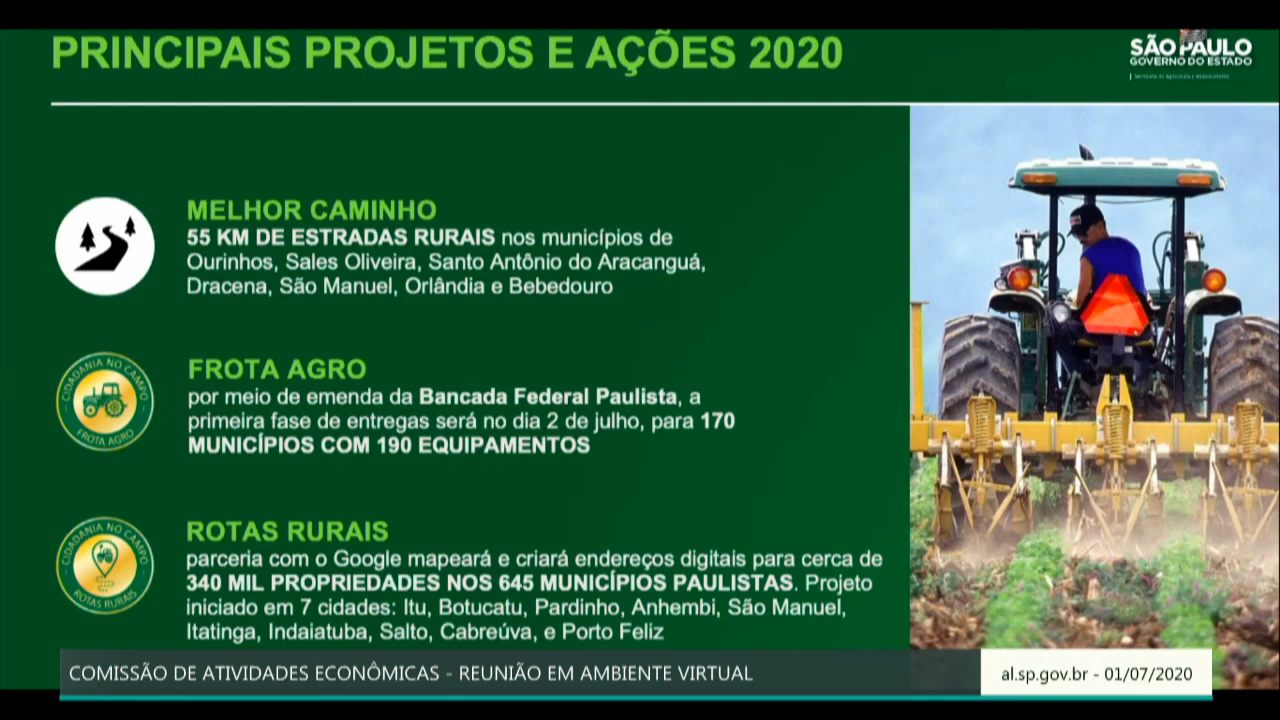 PRINCIPAIS PROJETOS E AÇÕES 2020
SÃO PAULO
GOVERNO DO ESTADO
Secretaria de Agricultura e Abastecimento
MELHOR CAMINHO
55 KM DE ESTRADAS RURAIS nos municípios de
Ourinhos, Sales Oliveira, Santo Antônio do Aracanguá,
Dracena, São Manuel, Orlândia e Bebedouro
CIDADANIA NO CAMPO
FROTA AGRO
FROTA AGRO
por meio de emenda da Bancada Federal Paulista, a
primeira fase de entregas será no dia 2 de julho, para 170
MUNICÍPIOS COM 190 EQUIPAMENTOS
CIDADANIA NO CAMPO
ROTAS RURAIS
ROTAS RURAIS
parceria com o Google mapeará e criará endereços digitais para cerca de
340 MIL PROPRIEDADES NOS 645 MUNICÍPIOS PAULISTAS. Projeto
iniciado em 7 cidades: Itu, Botucatu, Pardinho, Anhembi, São Manuel,
Itatinga, Indaiatuba, Salto, Cabreúva, e Porto Feliz
COMISSÃO DE ATIVIDADES ECONÔMICAS - REUNIÃO EM AMBIENTE VIRTUAL
al.sp.gov.br - 01/07/2020